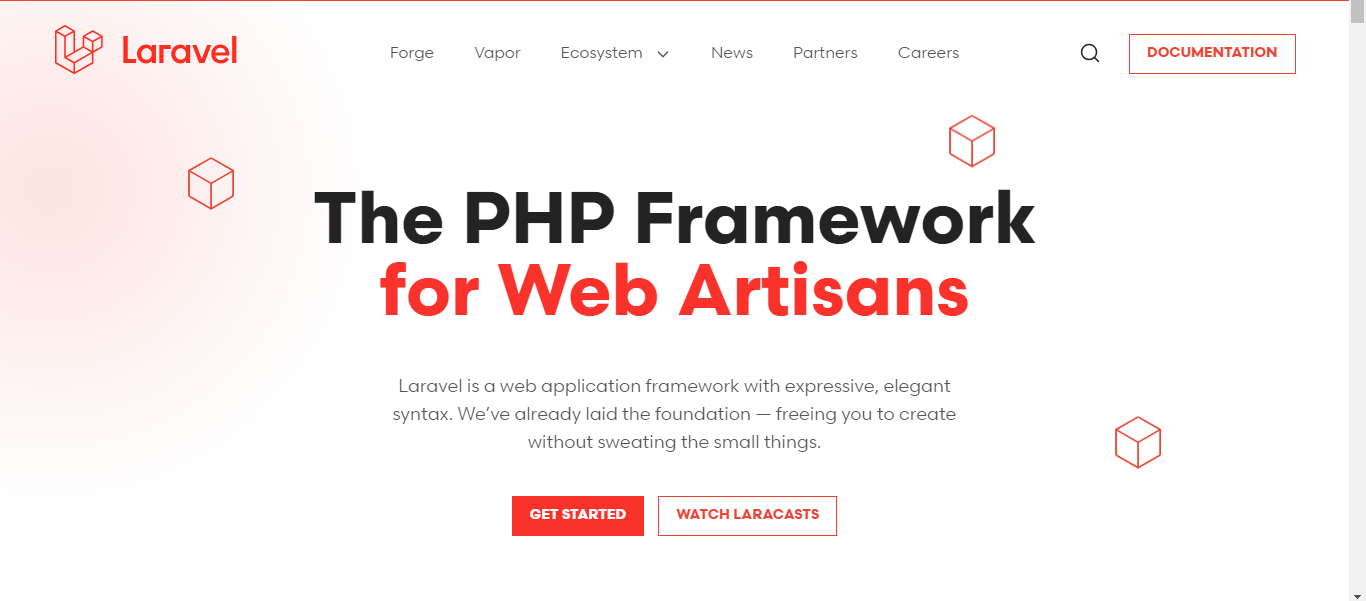 Laravel
Forge Vapor Ecosystem News Partners Careers
DOCUMENTATION
The PHP Framework
for Web Artisans
Laravel is a web application framework with expressive, elegant
syntax. We’ve already laid the foundation — freeing you to create
without sweating the small things.
GET STARTED
WATCH LARACASTS